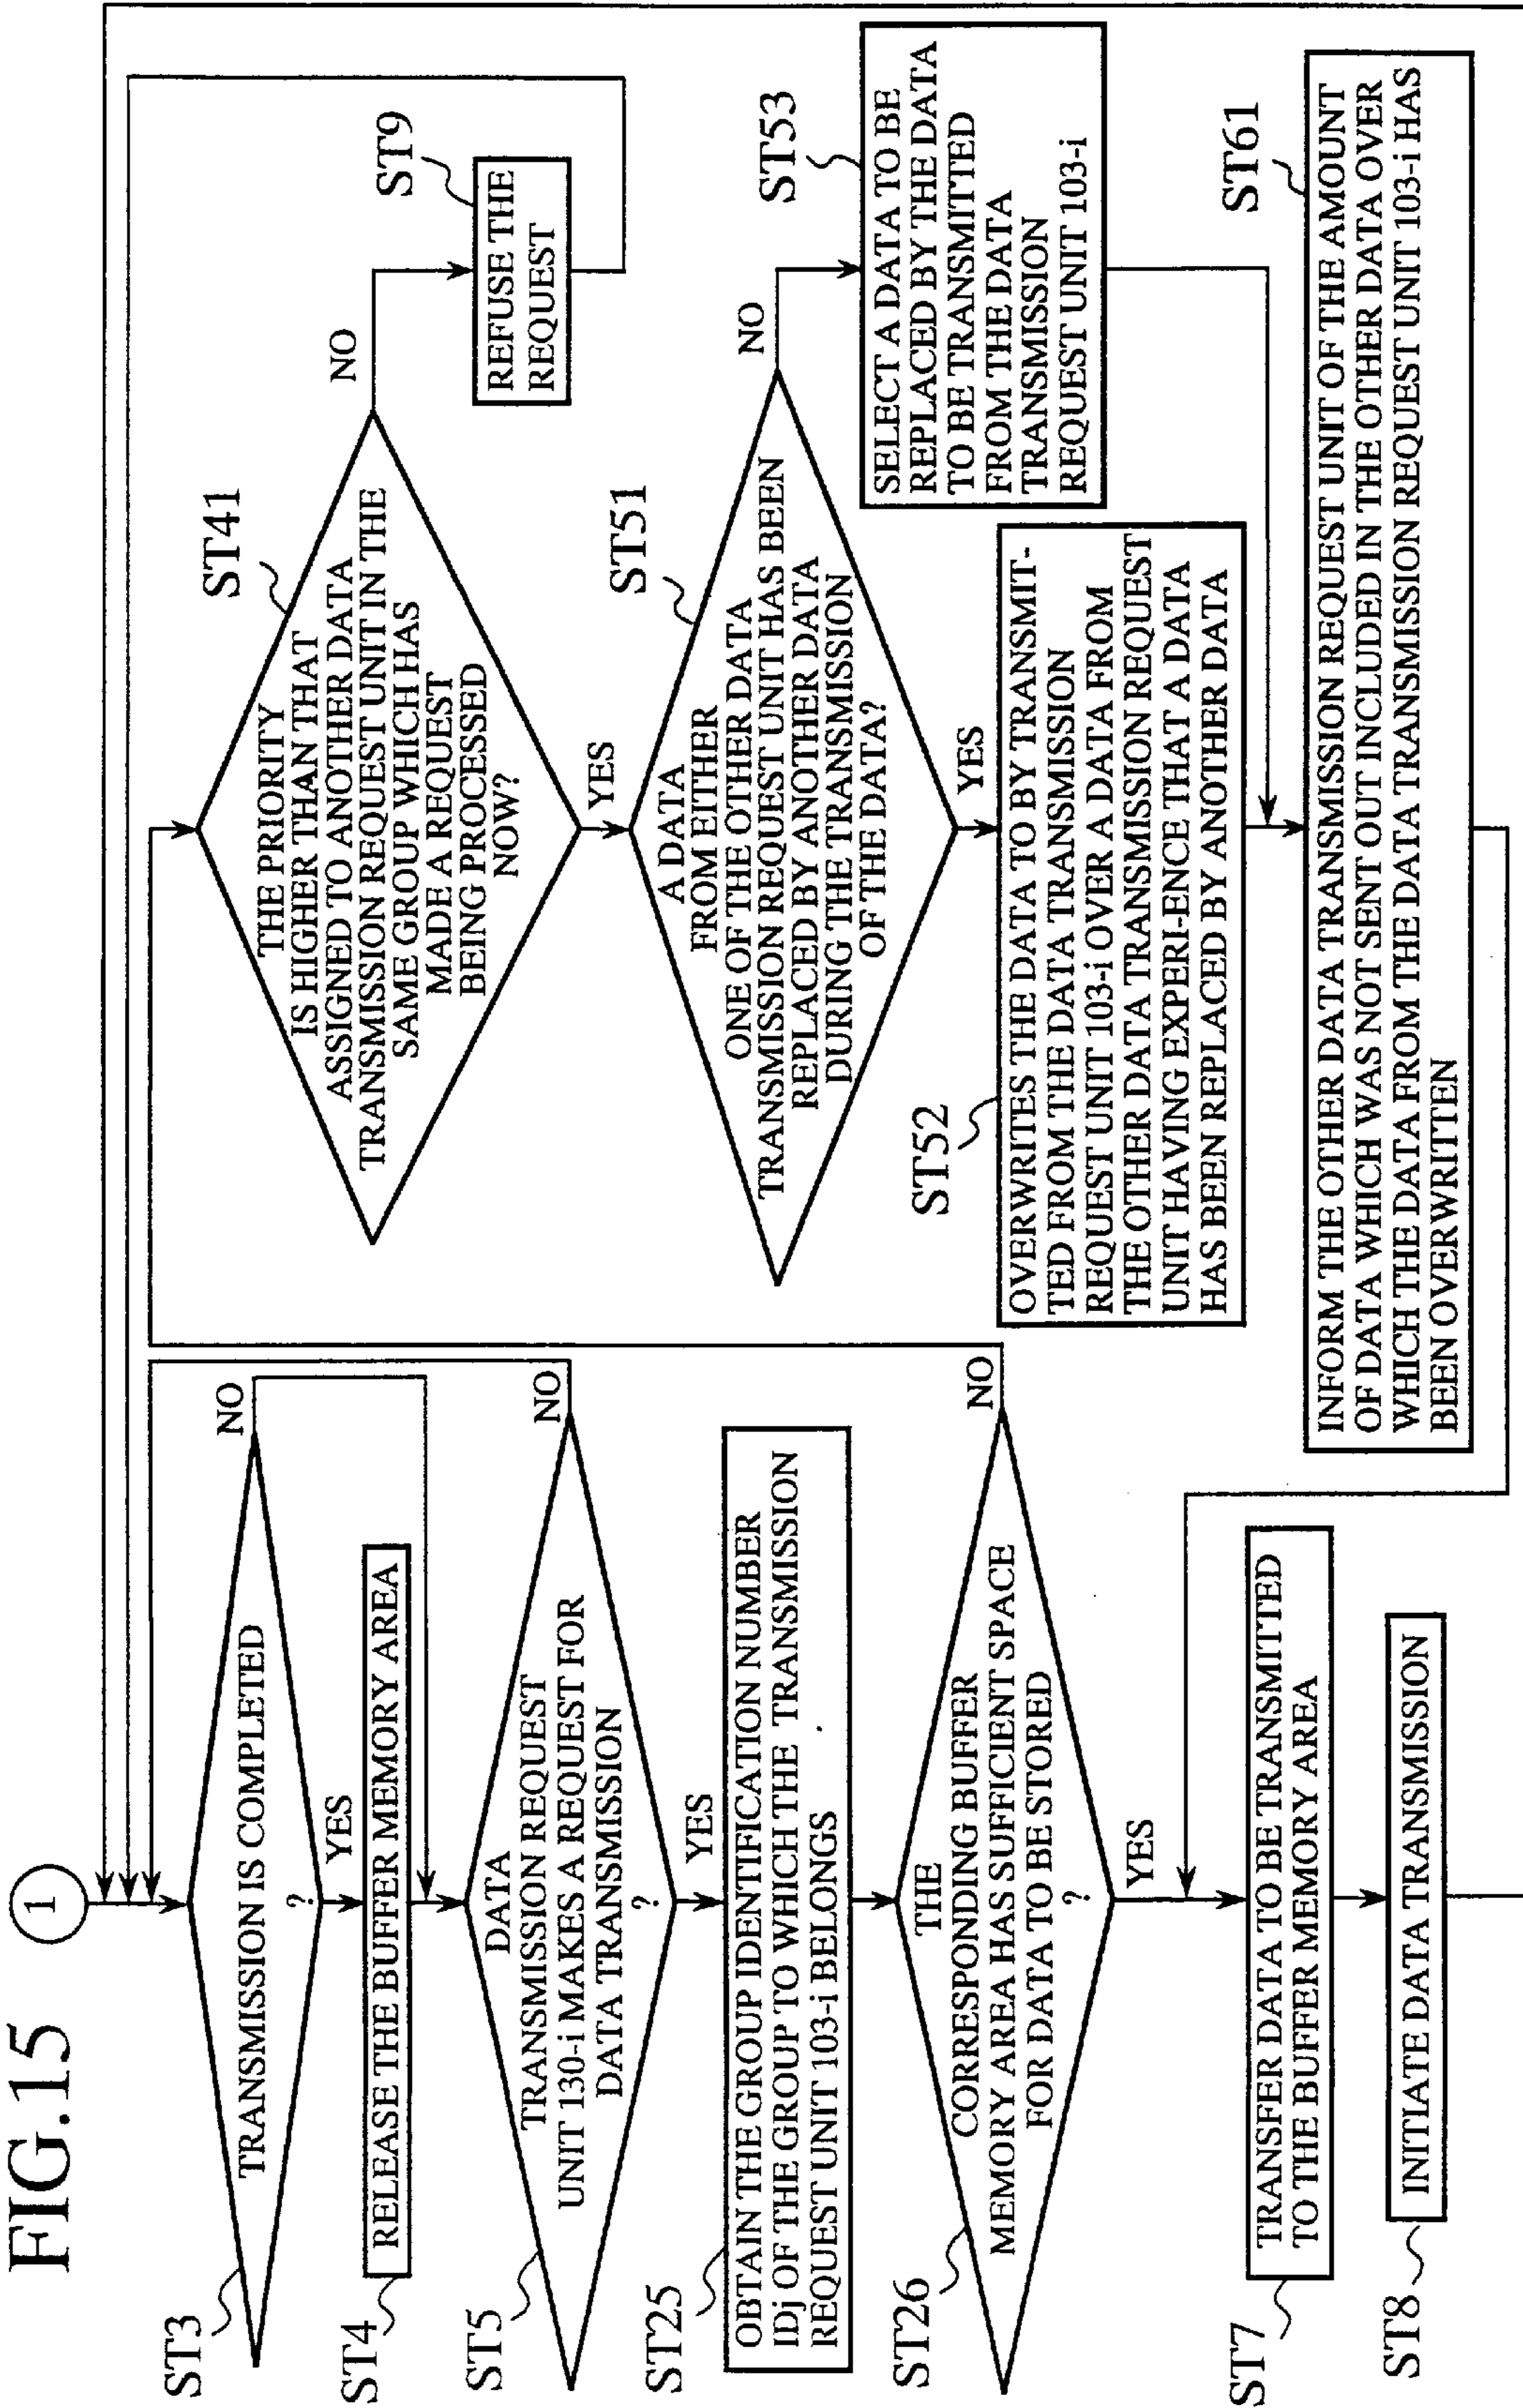 FIG.15
1
ST3
TRANSMISSION IS COMPLETED
?
NO
YES
ST4
RELEASE THE BUFFER MEMORY AREA
ST5
DATA
TRANSMISSION REQUEST
UNIT 130-i MAKES A REQUEST FOR
DATA TRANSMISSION
?
NO
YES
ST25
OBTAIN THE GROUP IDENTIFICATION NUMBER
IDj OF THE GROUP TO WHICH THE TRANSMISSION
REQUEST UNIT 103-i BELONGS
ST26
THE
CORRESPONDING BUFFER
MEMORY AREA HAS SUFFICIENT SPACE
FOR DATA TO BE STORED
?
NO
YES
ST7
TRANSFER DATA TO BE TRANSMITTED
TO THE BUFFER MEMORY AREA
ST8
INITIATE DATA TRANSMISSION
ST41
THE PRIORITY
IS HIGHER THAN THAT
ASSIGNED TO ANOTHER DATA
TRANSMISSION REQUEST UNIT IN THE
SAME GROUP WHICH HAS
MADE A REQUEST
BEING PROCESSED
NOW?
NO
YES
ST9
REFUSE THE
REQUEST
ST51
A DATA
FROM EITHER
ONE OF THE OTHER DATA
TRANSMISSION REQUEST UNIT HAS BEEN
REPLACED BY ANOTHER DATA
DURING THE TRANSMISSION
OF THE DATA?
NO
YES
ST53
SELECT A DATA TO BE
REPLACED BY THE DATA
TO BE TRANSMITTED
FROM THE DATA
TRANSMISSION
REQUEST UNIT 103-i
ST52
OVERWRITES THE DATA TO BY TRANSMIT-
TED FROM THE DATA TRANSMISSION
REQUEST UNIT 103-i OVER A DATA FROM
THE OTHER DATA TRANSMISSION REQUEST
UNIT HAVING EXPERI-ENCE THAT A DATA
HAS BEEN REPLACED BY ANOTHER DATA
ST61
INFORM THE OTHER DATA TRANSMISSION REQUEST UNIT OF THE AMOUNT
OF DATA WHICH WAS NOT SENT OUT INCLUDED IN THE OTHER DATA OVER
WHICH THE DATA FROM THE DATA TRANSMISSION REQUEST UNIT 103-i HAS
BEEN OVERWRITTEN